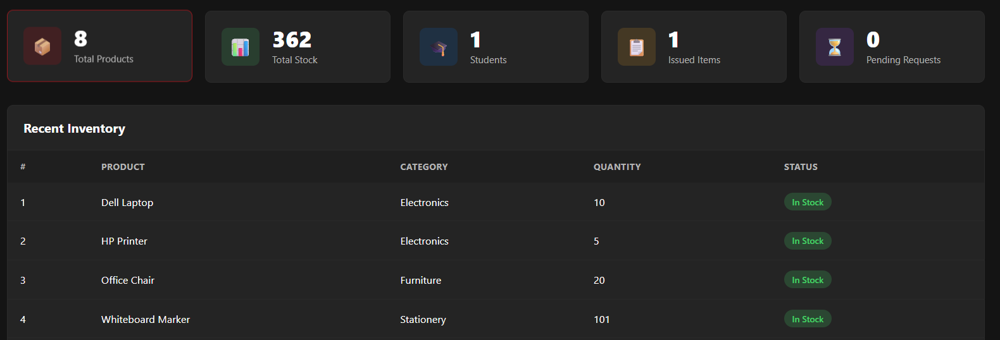 8
Total Products
362
Total Stock
1
Students
1
Issued Items
0
Pending Requests
Recent Inventory
# PRODUCT CATEGORY QUANTITY STATUS
1 Dell Laptop Electronics 10 In Stock
2 HP Printer Electronics 5 In Stock
3 Office Chair Furniture 20 In Stock
4 Whiteboard Marker Stationery 101 In Stock